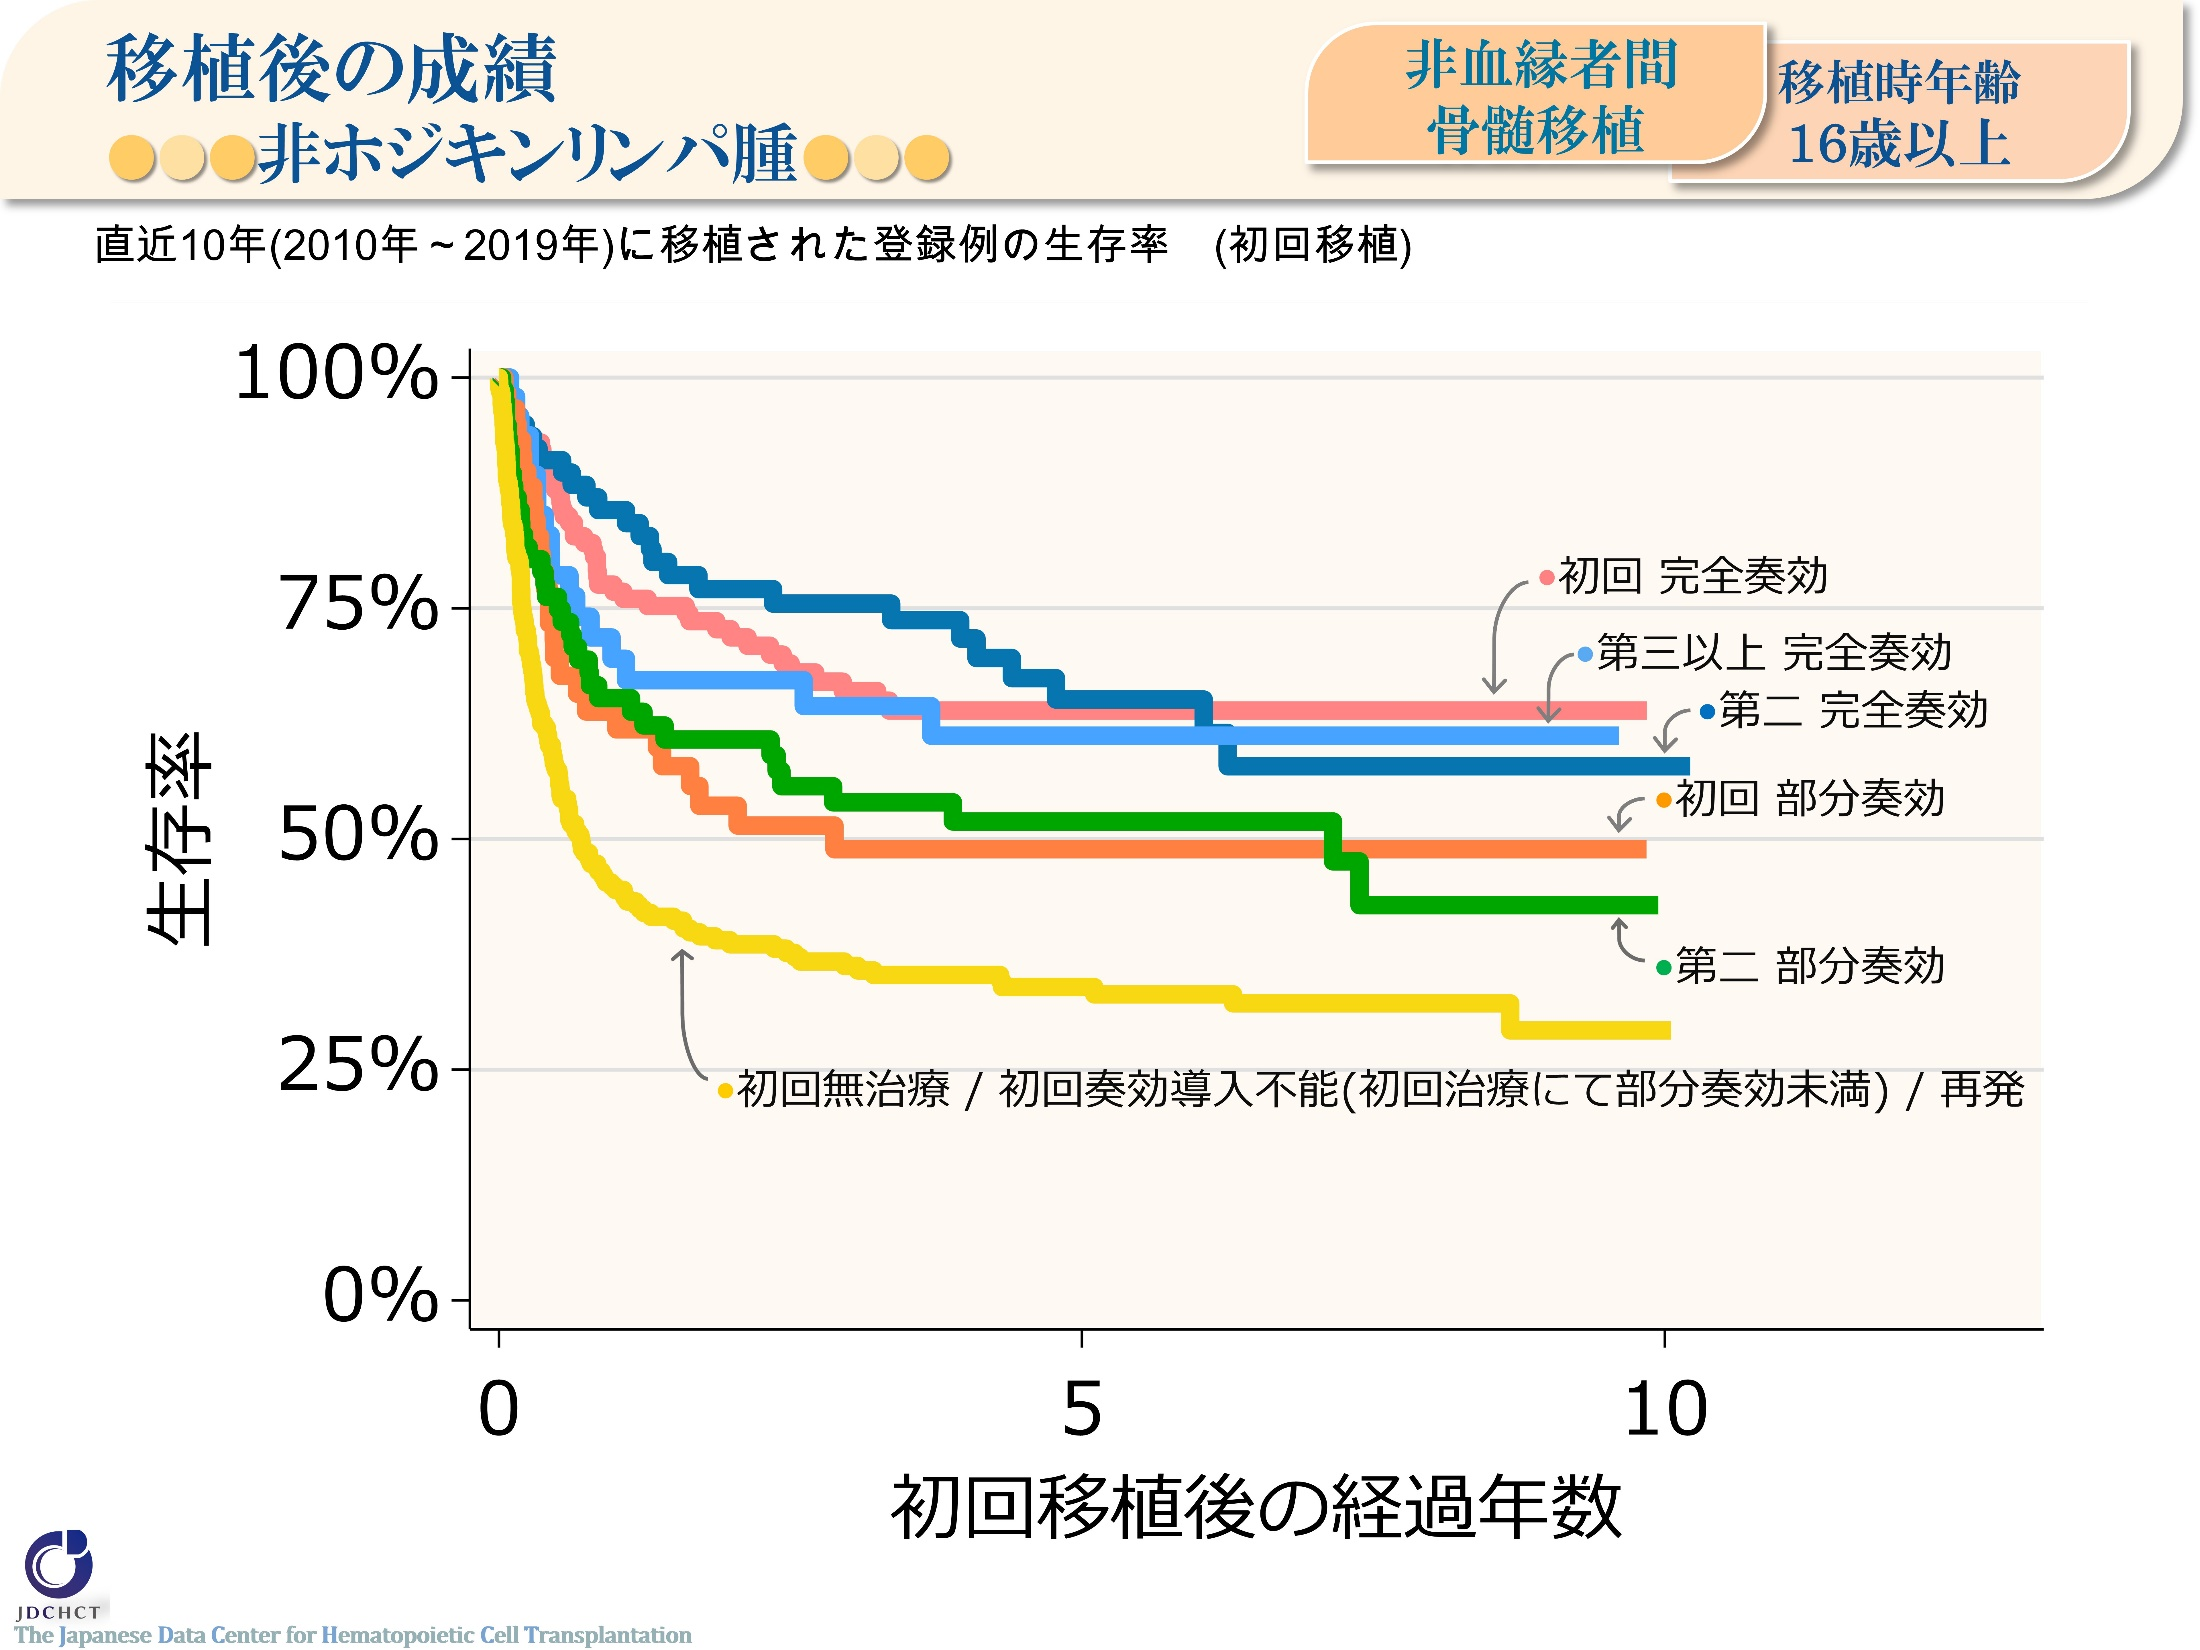 移植後の成績
非ホジキンリンパ腫
非血縁者間
骨髄移植
移植時年齢
16歳以上
直近10年(2010年～2019年)に移植された登録例の生存率　(初回移植)
100%
75%
50%
25%
0%
生存率
初回 完全奏効
第三以上 完全奏効
第二 完全奏効
初回 部分奏効
第二 部分奏効
初回無治療 / 初回奏効導入不能(初回治療にて部分奏効未満) / 再発
0
5
10
初回移植後の経過年数
JDCHCT
The Japanese Data Center for Hematopoietic Cell Transplantation